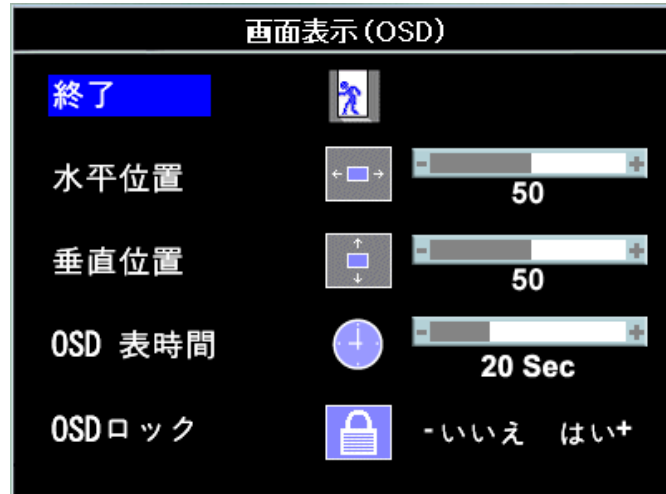 画面表示(OSD)
終了
水平位置 - +
50
垂直位置 - +
50
OSD 表時間 - +
20 Sec
OSDロック -いいえ はい+